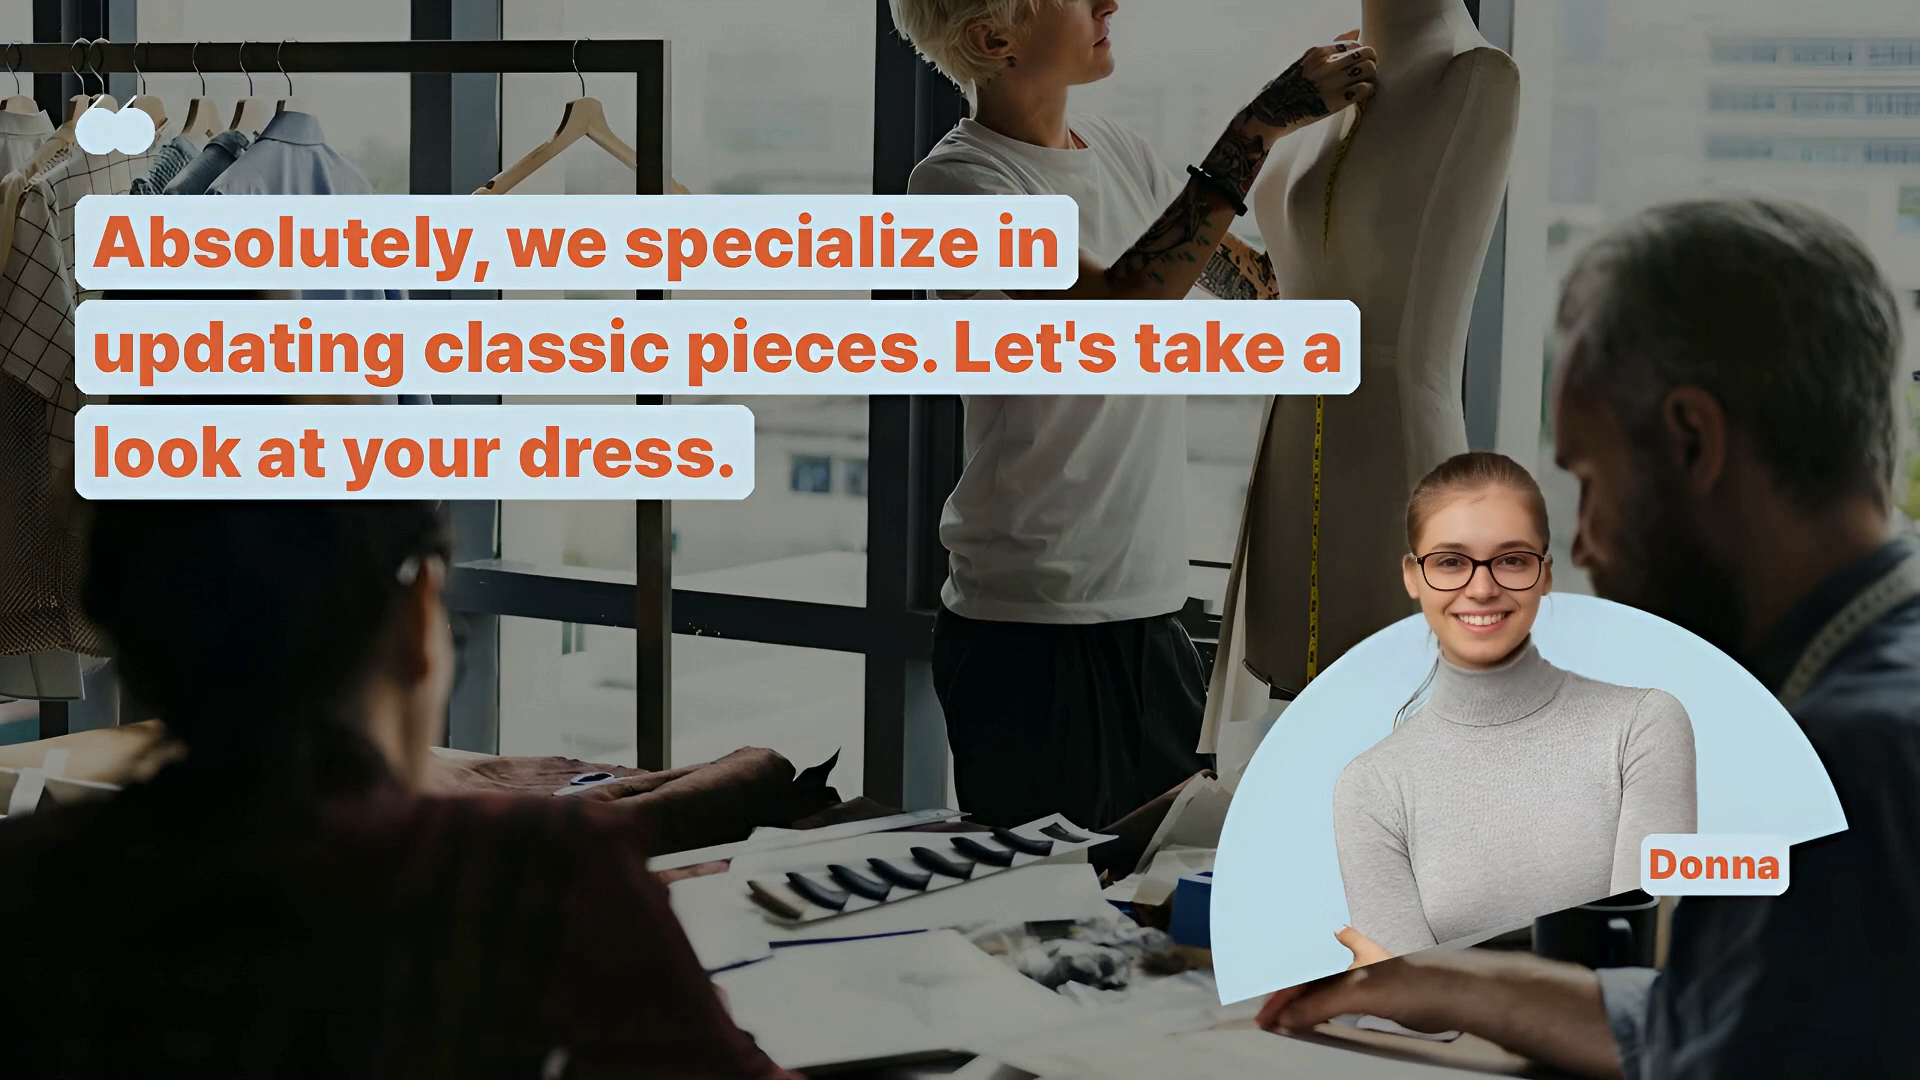 Absolutely, we specialize in
updating classic pieces. Let's take a
look at your dress.
Donna